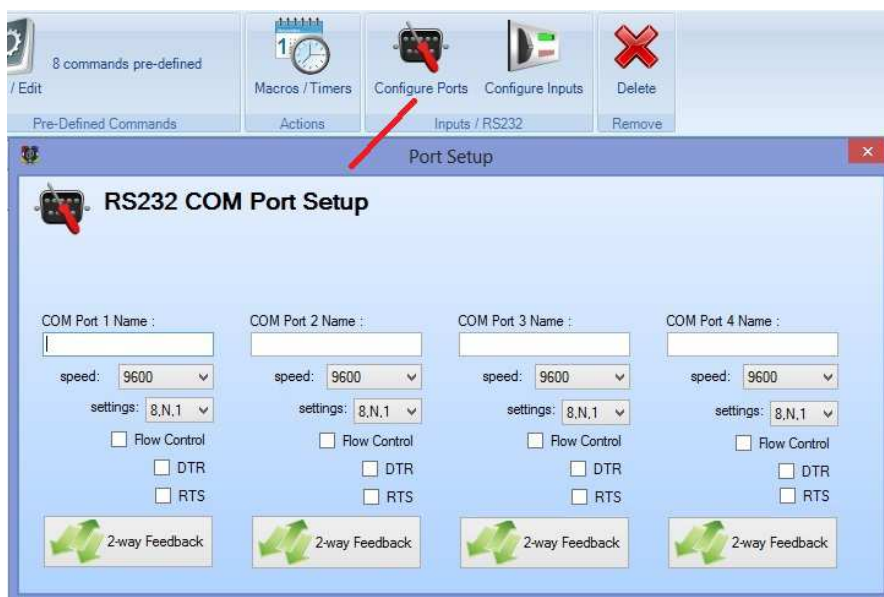 8 commands pre-defined
/ Edit
Macros / Timers
Configure Ports
Configure Inputs
Delete
Pre-Defined Commands
Actions
Inputs / RS232
Remove
Port Setup
RS232 COM Port Setup
COM Port 1 Name :
COM Port 2 Name :
COM Port 3 Name :
COM Port 4 Name :
speed: 9600
speed: 9600
speed: 9600
speed: 9600
settings: 8,N,1
settings: 8,N,1
settings: 8,N,1
settings: 8,N,1
Flow Control
Flow Control
Flow Control
Flow Control
DTR
DTR
DTR
DTR
RTS
RTS
RTS
RTS
2-way Feedback
2-way Feedback
2-way Feedback
2-way Feedback